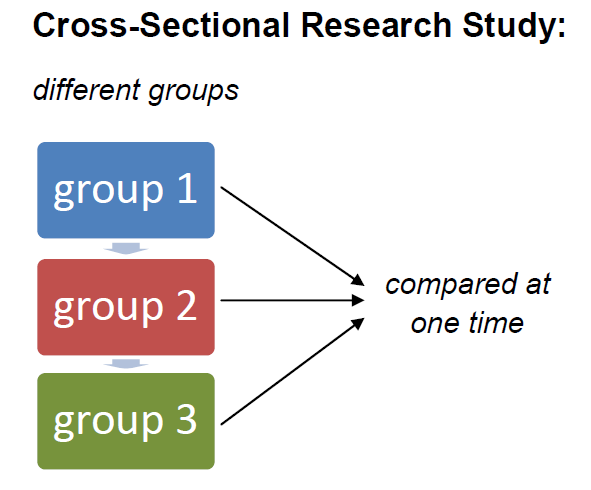 Cross-Sectional Research Study:
different groups
group 1
group 2
group 3
compared at
one time